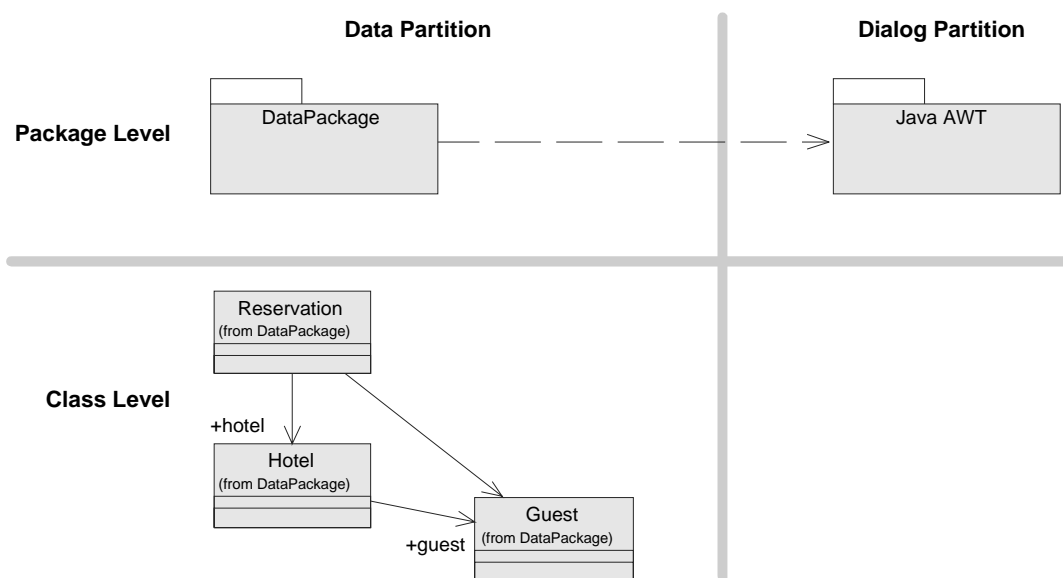 Data Partition
Dialog Partition
Package Level
DataPackage
Java AWT
Class Level
Reservation
(from DataPackage)
+hotel
Hotel
(from DataPackage)
+guest
Guest
(from DataPackage)